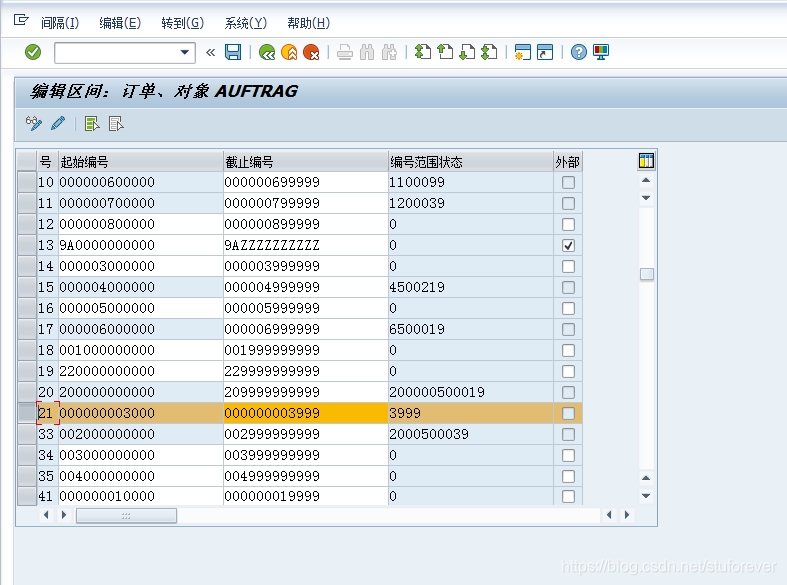 间隔(I) 编辑(E) 转到(G) 系统(Y) 帮助(H)
编辑区间：订单、对象 AUFTRAG
号 起始编号 截止编号 编号范围状态 外部
10 000000600000 000000699999 1100099
11 000000700000 000000799999 1200039
12 000000800000 000000899999 0
13 9A0000000000 9AZZZZZZZZZZ 0
14 000003000000 000003999999 0
15 000004000000 000004999999 4500219
16 000005000000 000005999999 0
17 000006000000 000006999999 6500019
18 001000000000 001999999999 0
19 220000000000 229999999999 0
20 200000000000 209999999999 200000500019
21 000000003000 000000003999 3999
33 002000000000 002999999999 2000500039
34 003000000000 003999999999 0
35 004000000000 004999999999 0
41 000000010000 000000019999 0
https://blog.csdn.net/stuforever